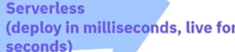 Serverless
(deploy in milliseconds, live for
seconds)